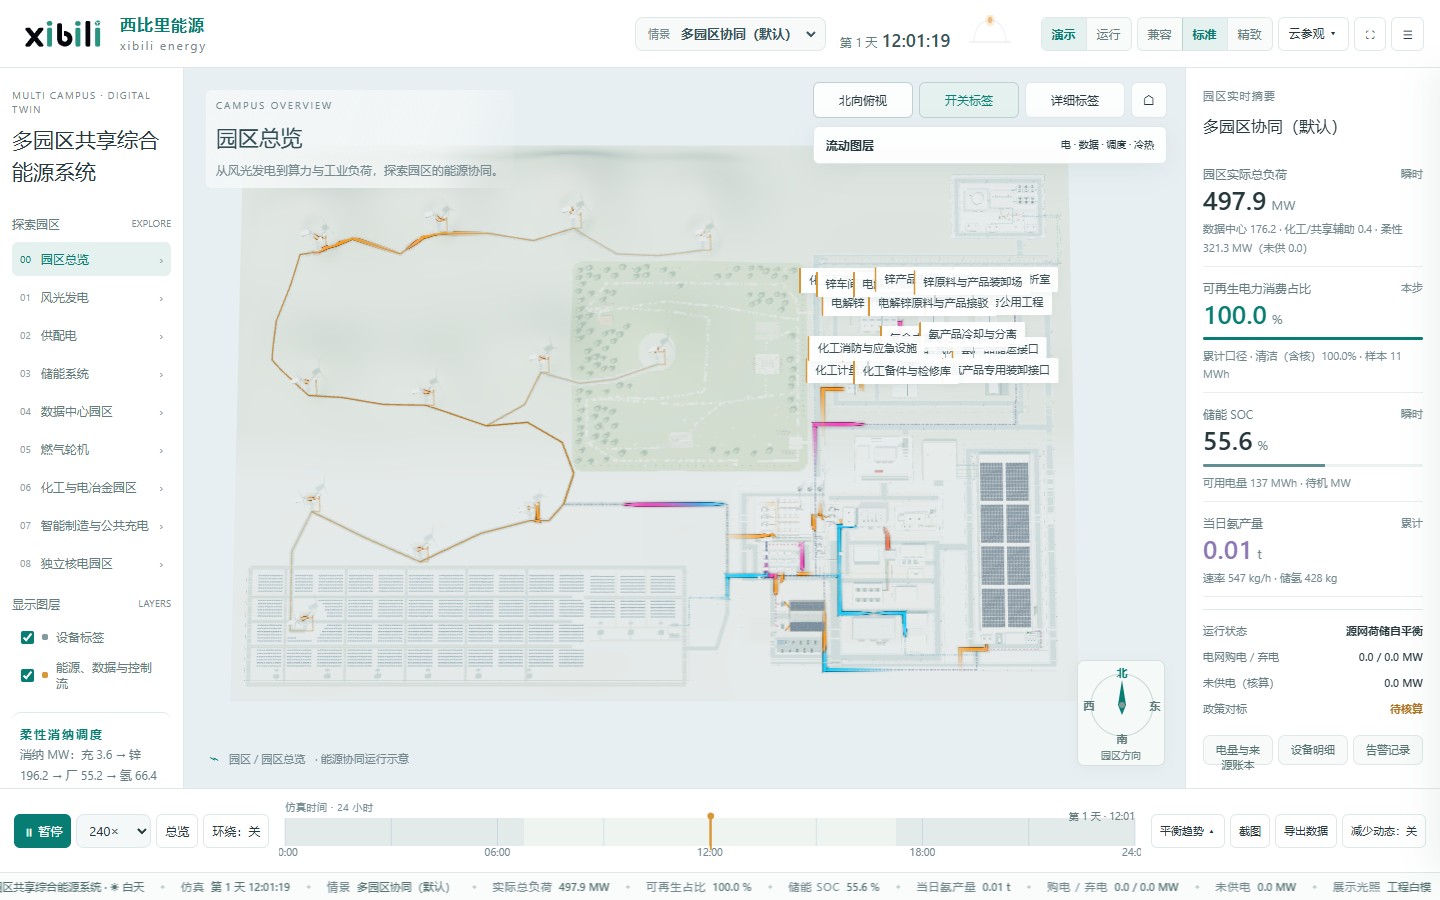 xibili
西比里能源
xibili energy
情景 多园区协同（默认）
第 1 天 12:01:19
演示 运行
兼容 标准 精致
云参观
MULTI CAMPUS · DIGITAL TWIN
多园区共享综合
能源系统
探索园区 EXPLORE
00 园区总览 ›
01 风光发电 ›
02 供配电 ›
03 储能系统 ›
04 数据中心园区 ›
05 燃气轮机 ›
06 化工与电冶金园区 ›
07 智能制造与公共充电 ›
08 独立核电园区 ›
显示图层 LAYERS
设备标签
能源、数据与控制
流
柔性消纳调度
消纳 MW：充 3.6 → 锌
196.2 → 厂 55.2 → 氢 66.4
CAMPUS OVERVIEW
园区总览
从风光发电到算力与工业负荷，探索园区的能源协同。
北向俯视 开关标签 详细标签
流动图层 电 · 数据 · 调度 · 冷热
锌车间
锌产品
锌原料与产品装卸场
析室
电解锌
电解锌原料与产品接驳
公用工程
氨产品冷却与分离
化工消防与应急设施
接口
化工计
化工备件与检修库
产品专用装卸接口
北
西 东
南
园区方向
园区 / 园区总览 · 能源协同运行示意
园区实时摘要
多园区协同（默认）
园区实际总负荷 瞬时
497.9 MW
数据中心 176.2 · 化工/共享辅助 0.4 · 柔性
321.3 MW（未供 0.0）
可再生电力消费占比 本步
100.0 %
累计口径 · 清洁（含核）100.0% · 样本 11
MWh
储能 SOC 瞬时
55.6 %
可用电量 137 MWh · 待机 MW
当日氨产量 累计
0.01 t
速率 547 kg/h · 储氢 428 kg
运行状态 源网荷储自平衡
电网购电 / 弃电 0.0 / 0.0 MW
未供电（核算） 0.0 MW
政策对标 待核算
电量与来
源账本
设备明细 告警记录
暂停 240× 总览 环绕：关
仿真时间 · 24 小时
第 1 天 · 12:01
0:00 06:00 12:00 18:00 24:0
平衡趋势 截图 导出数据 减少动态：关
区共享综合能源系统 · ☀ 白天 仿真 第 1 天 12:01:19 情景 多园区协同（默认） 实际总负荷 497.9 MW 可再生占比 100.0 % 储能 SOC 55.6 % 当日氨产量 0.01 t 购电 / 弃电 0.0 / 0.0 MW 未供电 0.0 MW 展示光照 工程白模